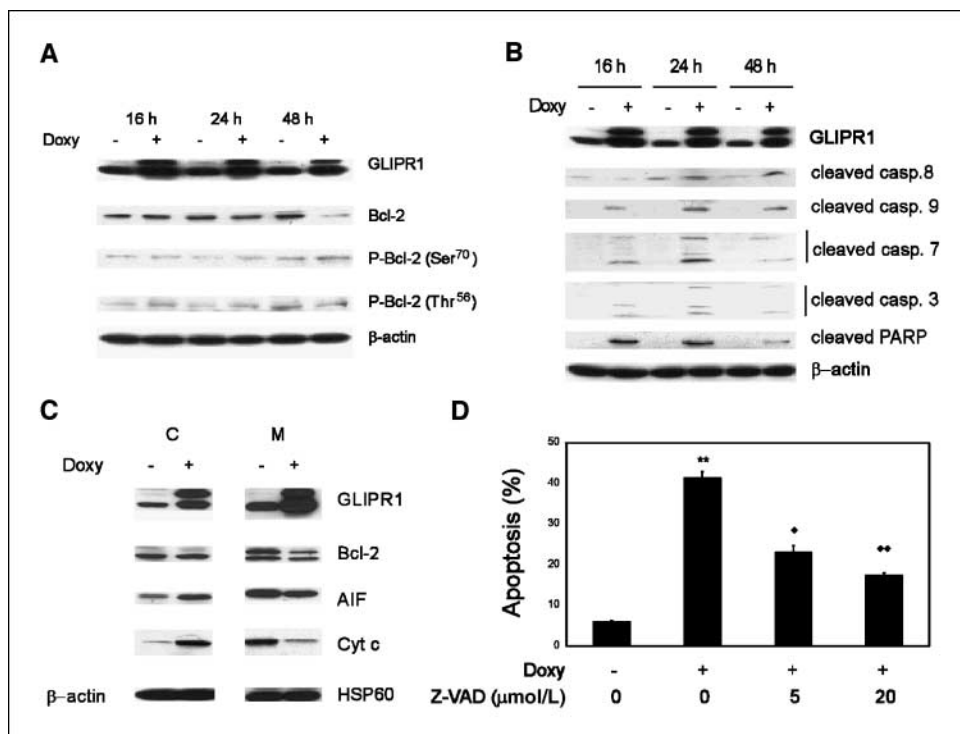 A
16 h 24 h 48 h
Doxy - + - + - +
GLIPR1
Bcl-2
P-Bcl-2 (Ser70)
P-Bcl-2 (Thr56)
β-actin
B
16 h 24 h 48 h
Doxy - + - + - +
GLIPR1
cleaved casp.8
cleaved casp. 9
cleaved casp. 7
cleaved casp. 3
cleaved PARP
β-actin
C
C M
Doxy - + - +
GLIPR1
Bcl-2
AIF
Cyt c
β-actin HSP60
D
Apoptosis (%)
50
40
30
20
10
0
**
◆
◆◆
Doxy - + + +
Z-VAD (μmol/L) 0 0 5 20